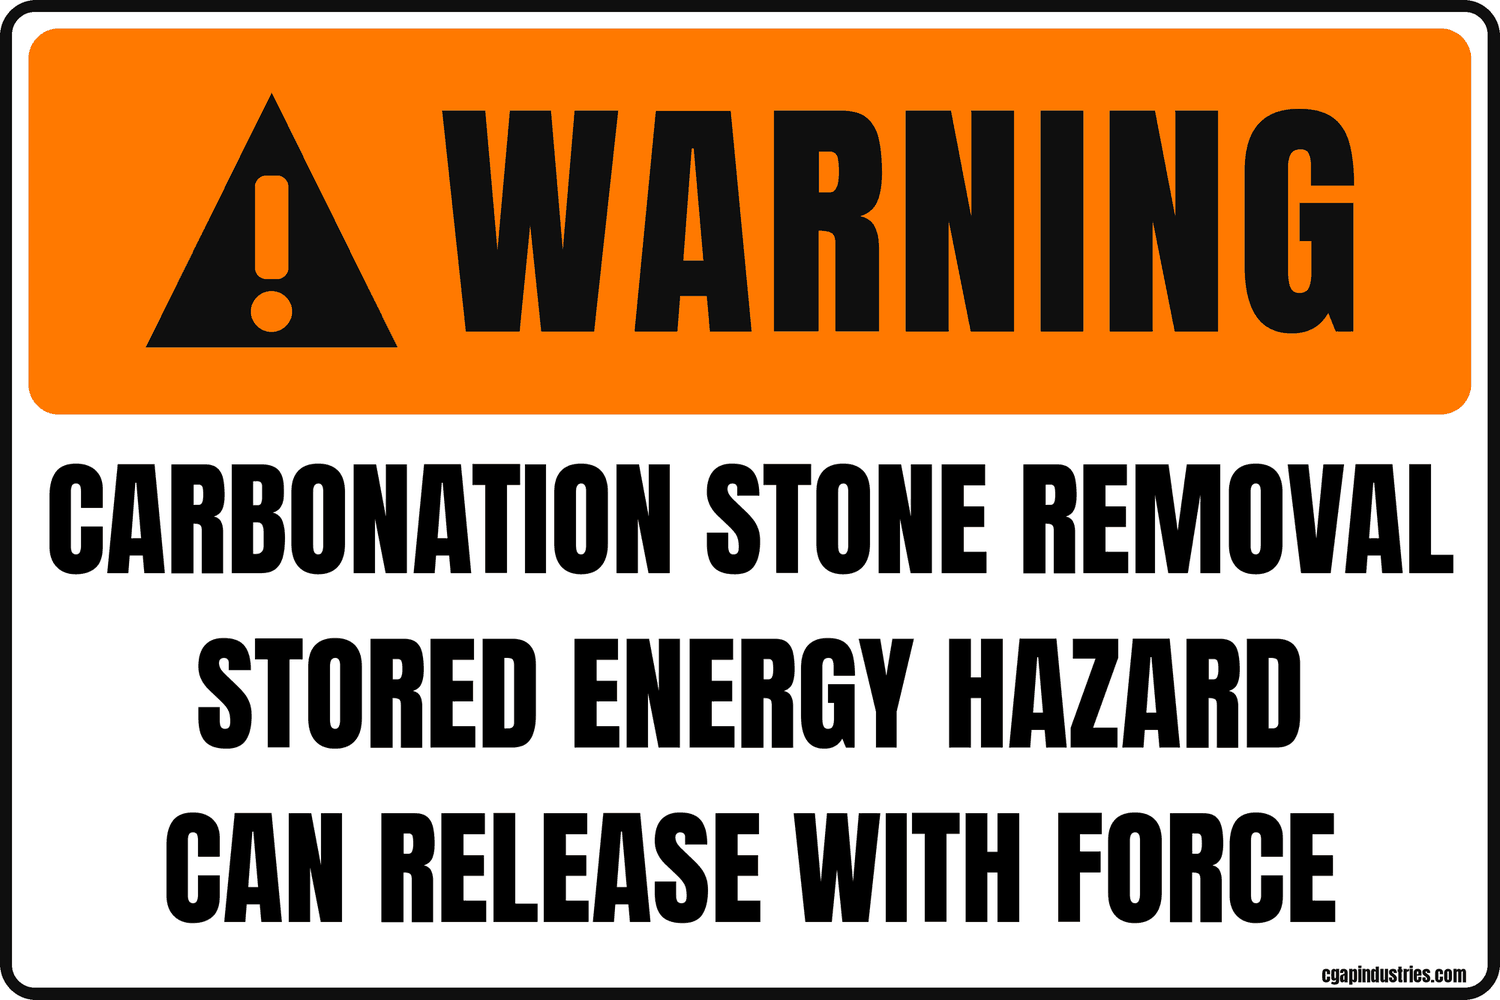 WARNING
CARBONATION STONE REMOVAL
STORED ENERGY HAZARD
CAN RELEASE WITH FORCE
cgapindustries.com